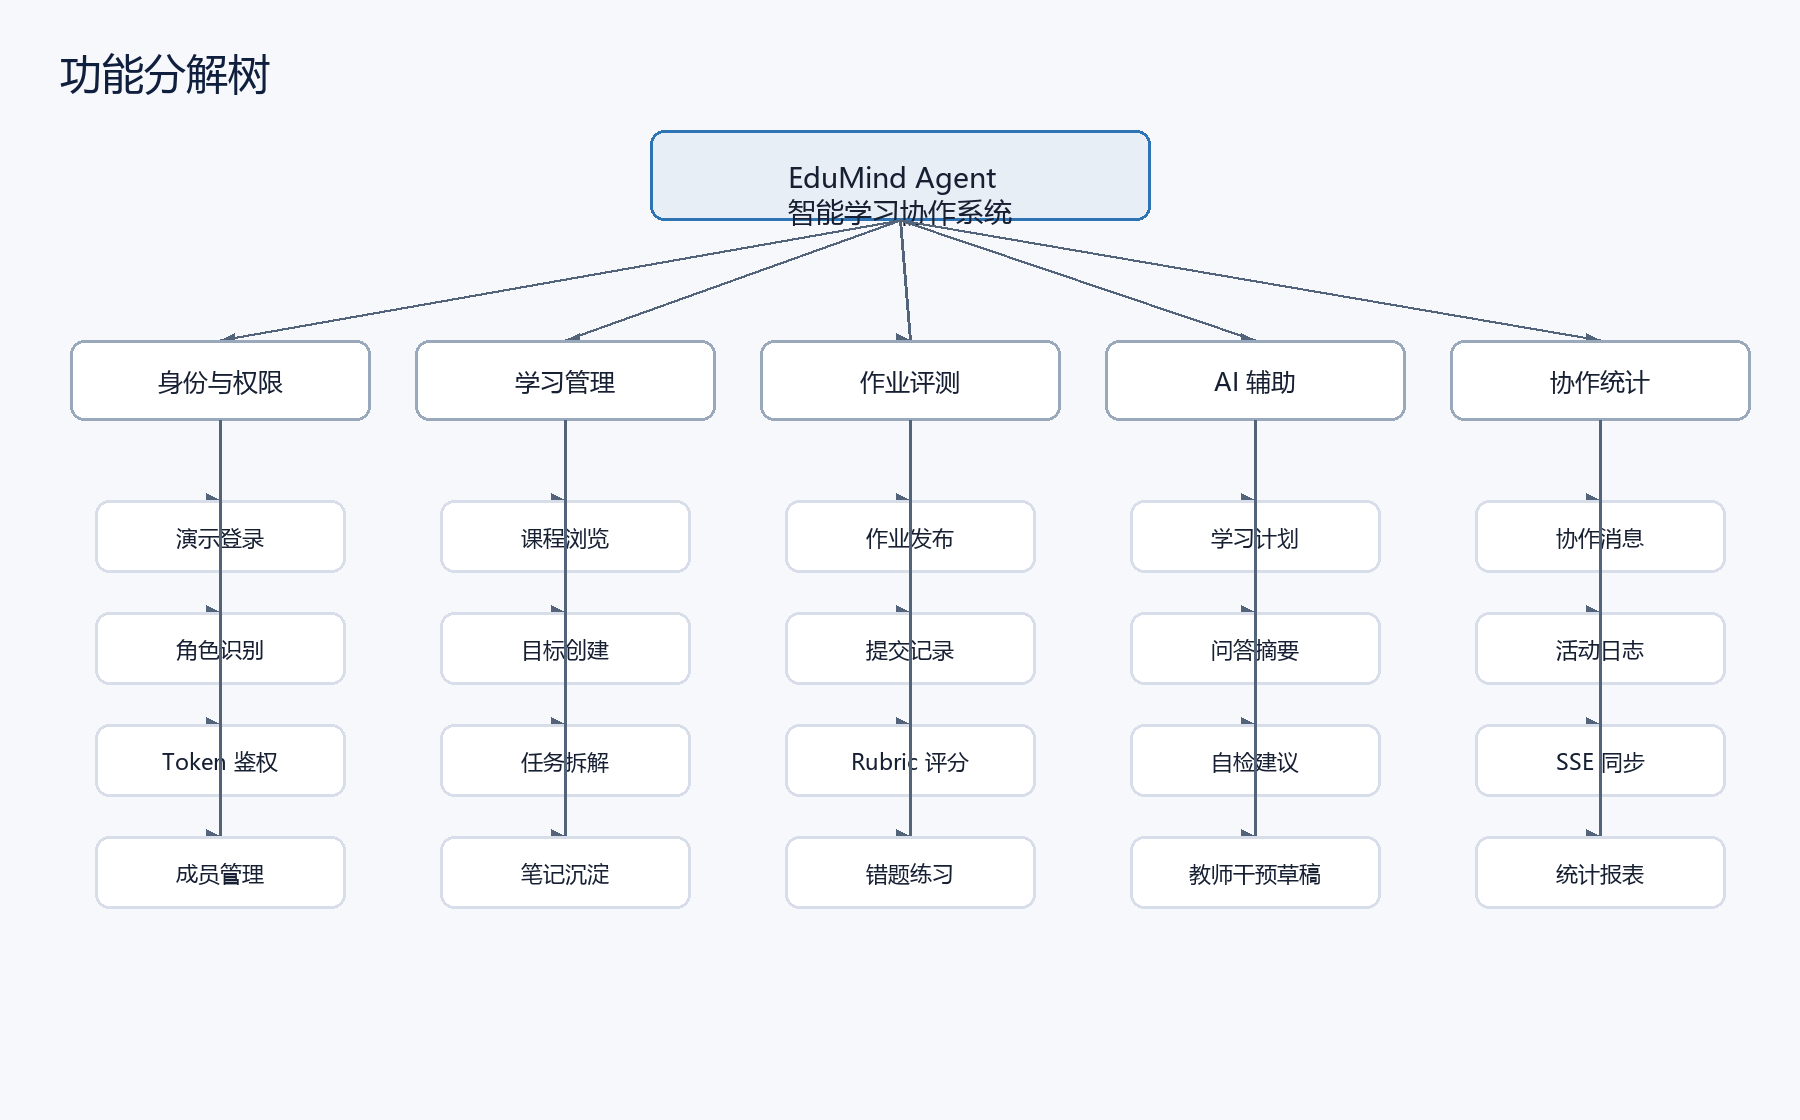 功能分解树
EduMind Agent
智能学习协作系统
身份与权限
学习管理
作业评测
AI 辅助
协作统计
演示登录
课程浏览
作业发布
学习计划
协作消息
角色识别
目标创建
提交记录
问答摘要
活动日志
Token 鉴权
任务拆解
Rubric 评分
自检建议
SSE 同步
成员管理
笔记沉淀
错题练习
教师干预草稿
统计报表